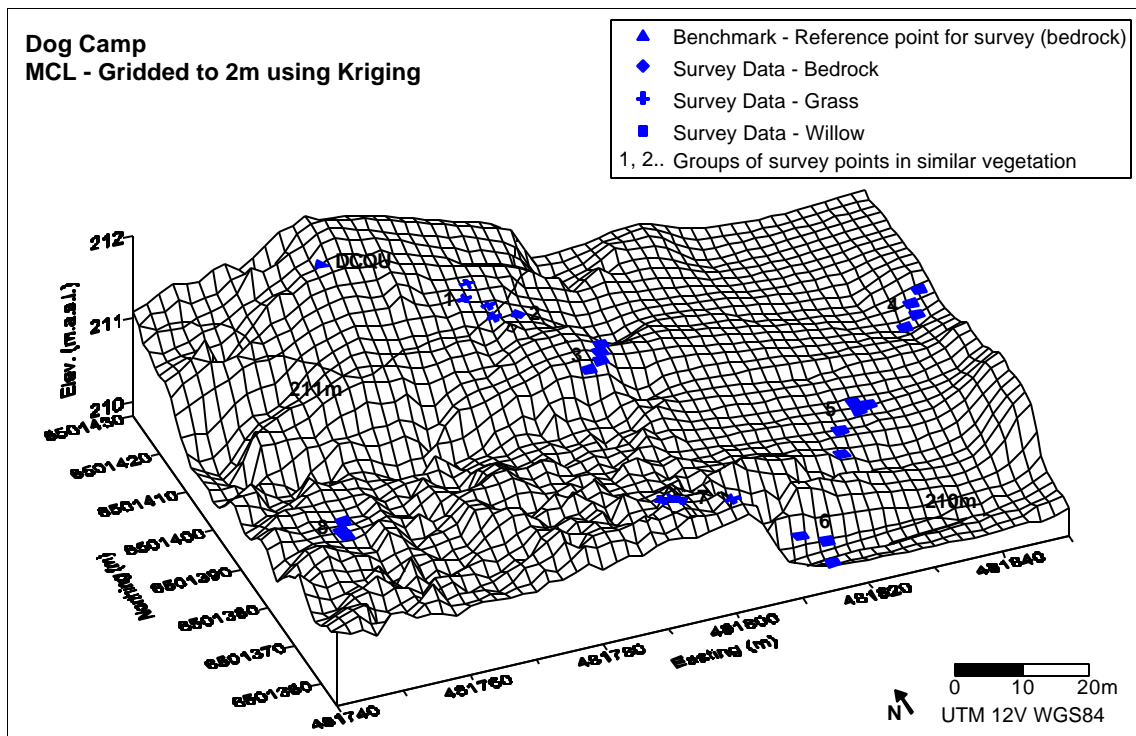 Dog Camp
MCL - Gridded to 2m using Kriging
Benchmark - Reference point for survey (bedrock)
Survey Data - Bedrock
Survey Data - Grass
Survey Data - Willow
1, 2.. Groups of survey points in similar vegetation
212
211
210
Elev. (m.a.s.l.)
DCQU
1
2
3
4
5
6
7
8
211m
210m
6501430
6501420
6501410
6501400
6501390
6501380
6501370
6501360
Northing (m)
481740
481760
481780
481800
481820
481840
Easting (m)
0 10 20m
N
UTM 12V WGS84